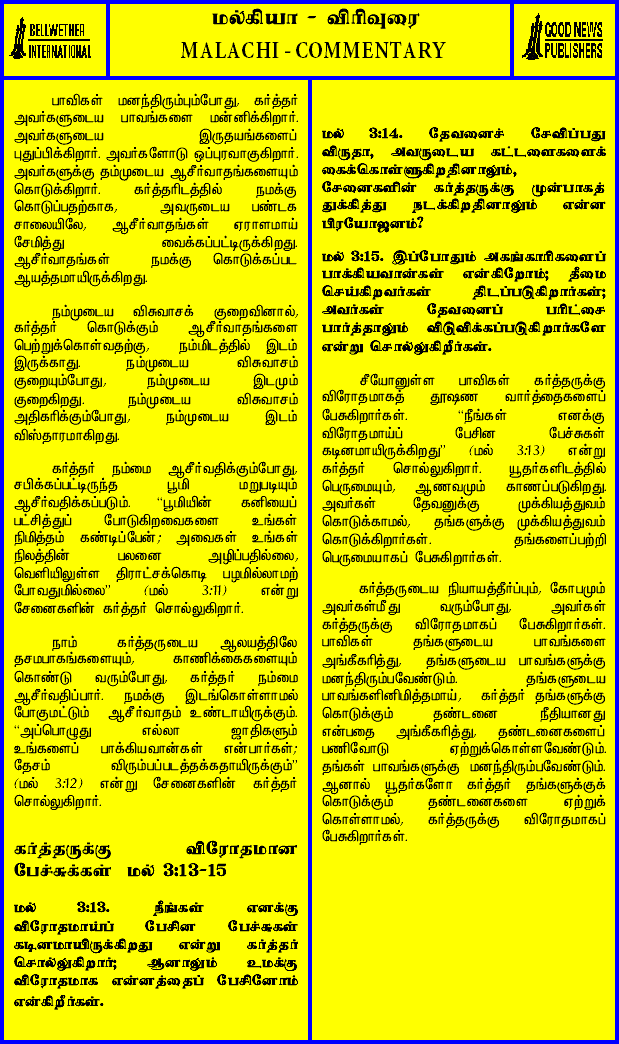 BELLWETHER
INTERNATIONAL
மல்கியா - விரிவுரை
MALACHI - COMMENTARY
GOOD NEWS
PUBLISHERS
பாவிகள் மனந்திரும்பும்போது, கர்த்தர்
அவர்களுடைய பாவங்களை மன்னிக்கிறார்.
அவர்களுடைய இருதயங்களைப்
புதுப்பிக்கிறார். அவர்களோடு ஒப்புரவாகுகிறார்.
அவர்களுக்கு தம்முடைய ஆசீர்வாதங்களையும்
கொடுக்கிறார். கர்த்தரிடத்தில் நமக்கு
கொடுப்பதற்காக, அவருடைய பண்டக
சாலையிலே, ஆசீர்வாதங்கள் ஏராளமாய்
சேமித்து வைக்கப்பட்டிருக்கிறது.
ஆசீர்வாதங்கள் நமக்கு கொடுக்கப்பட
ஆயத்தமாயிருக்கிறது.
நம்முடைய விசுவாசக் குறைவினால்,
கர்த்தர் கொடுக்கும் ஆசீர்வாதங்களை
பெற்றுக்கொள்வதற்கு, நம்மிடத்தில் இடம்
இருக்காது. நம்முடைய விசுவாசம்
குறையும்போது, நம்முடைய இடமும்
குறைகிறது. நம்முடைய விசுவாசம்
அதிகரிக்கும்போது, நம்முடைய இடம்
விஸ்தாரமாகிறது.
கர்த்தர் நம்மை ஆசீர்வதிக்கும்போது,
சபிக்கப்பட்டிருந்த பூமி மறுபடியும்
ஆசீர்வதிக்கப்படும். “பூமியின் கனியைப்
பட்சித்துப் போடுகிறவைகளை உங்கள்
நிமித்தம் கண்டிப்பேன்; அவைகள் உங்கள்
நிலத்தின் பலனை அழிப்பதில்லை,
வெளியிலுள்ள திராட்சக்கொடி பழமில்லாமற்
போவதுமில்லை” (மல் 3:11) என்று
சேனைகளின் கர்த்தர் சொல்லுகிறார்.
நாம் கர்த்தருடைய ஆலயத்திலே
தசமபாகங்களையும், காணிக்கைகளையும்
கொண்டு வரும்போது, கர்த்தர் நம்மை
ஆசீர்வதிப்பார். நமக்கு இடங்கொள்ளாமல்
போகுமட்டும் ஆசீர்வாதம் உண்டாயிருக்கும்.
“அப்பொழுது எல்லா ஜாதிகளும்
உங்களைப் பாக்கியவான்கள் என்பார்கள்;
தேசம் விரும்பப்படத்தக்கதாயிருக்கும்”
(மல் 3:12) என்று சேனைகளின் கர்த்தர்
சொல்லுகிறார்.
கர்த்தருக்கு விரோதமான
பேச்சுக்கள் மல் 3:13-15
மல் 3:13. நீங்கள் எனக்கு
விரோதமாய்ப் பேசின பேச்சுகள்
கடினமாயிருக்கிறது என்று கர்த்தர்
சொல்லுகிறார்; ஆனாலும் உமக்கு
விரோதமாக என்னத்தைப் பேசினோம்
என்கிறீர்கள்.
மல் 3:14. தேவனைச் சேவிப்பது
விருதா, அவருடைய கட்டளைகளைக்
கைக்கொள்ளுகிறதினாலும்,
சேனைகளின் கர்த்தருக்கு முன்பாகத்
துக்கித்து நடக்கிறதினாலும் என்ன
பிரயோஜனம்?
மல் 3:15. இப்போதும் அகங்காரிகளைப்
பாக்கியவான்கள் என்கிறோம்; தீமை
செய்கிறவர்கள் திடப்படுகிறார்கள்;
அவர்கள் தேவனைப் பரிட்சை
பார்த்தாலும் விடுவிக்கப்படுகிறார்களே
என்று சொல்லுகிறீர்கள்.
சீயோனுள்ள பாவிகள் கர்த்தருக்கு
விரோதமாகத் தூஷண வார்த்தைகளைப்
பேசுகிறார்கள். “நீங்கள் எனக்கு
விரோதமாய்ப் பேசின பேச்சுகள்
கடினமாயிருக்கிறது” (மல் 3:13) என்று
கர்த்தர் சொல்லுகிறார். யூதர்களிடத்தில்
பெருமையும், ஆணவமும் காணப்படுகிறது.
அவர்கள் தேவனுக்கு முக்கியத்துவம்
கொடுக்காமல், தங்களுக்கு முக்கியத்துவம்
கொடுக்கிறார்கள். தங்களைப்பற்றி
பெருமையாகப் பேசுகிறார்கள்.
கர்த்தருடைய நியாயத்தீர்ப்பும், கோபமும்
அவர்கள்மீது வரும்போது, அவர்கள்
கர்த்தருக்கு விரோதமாகப் பேசுகிறார்கள்.
பாவிகள் தங்களுடைய பாவங்களை
அங்கீகரித்து, தங்களுடைய பாவங்களுக்கு
மனந்திரும்பவேண்டும். தங்களுடைய
பாவங்களினிமித்தமாய், கர்த்தர் தங்களுக்கு
கொடுக்கும் தண்டனை நீதியானது
என்பதை அங்கீகரித்து, தண்டனைகளைப்
பணிவோடு ஏற்றுக்கொள்ளவேண்டும்.
தங்கள் பாவங்களுக்கு மனந்திரும்பவேண்டும்.
ஆனால் யூதர்களோ கர்த்தர் தங்களுக்குக்
கொடுக்கும் தண்டனைகளை ஏற்றுக்
கொள்ளாமல், கர்த்தருக்கு விரோதமாகப்
பேசுகிறார்கள்.